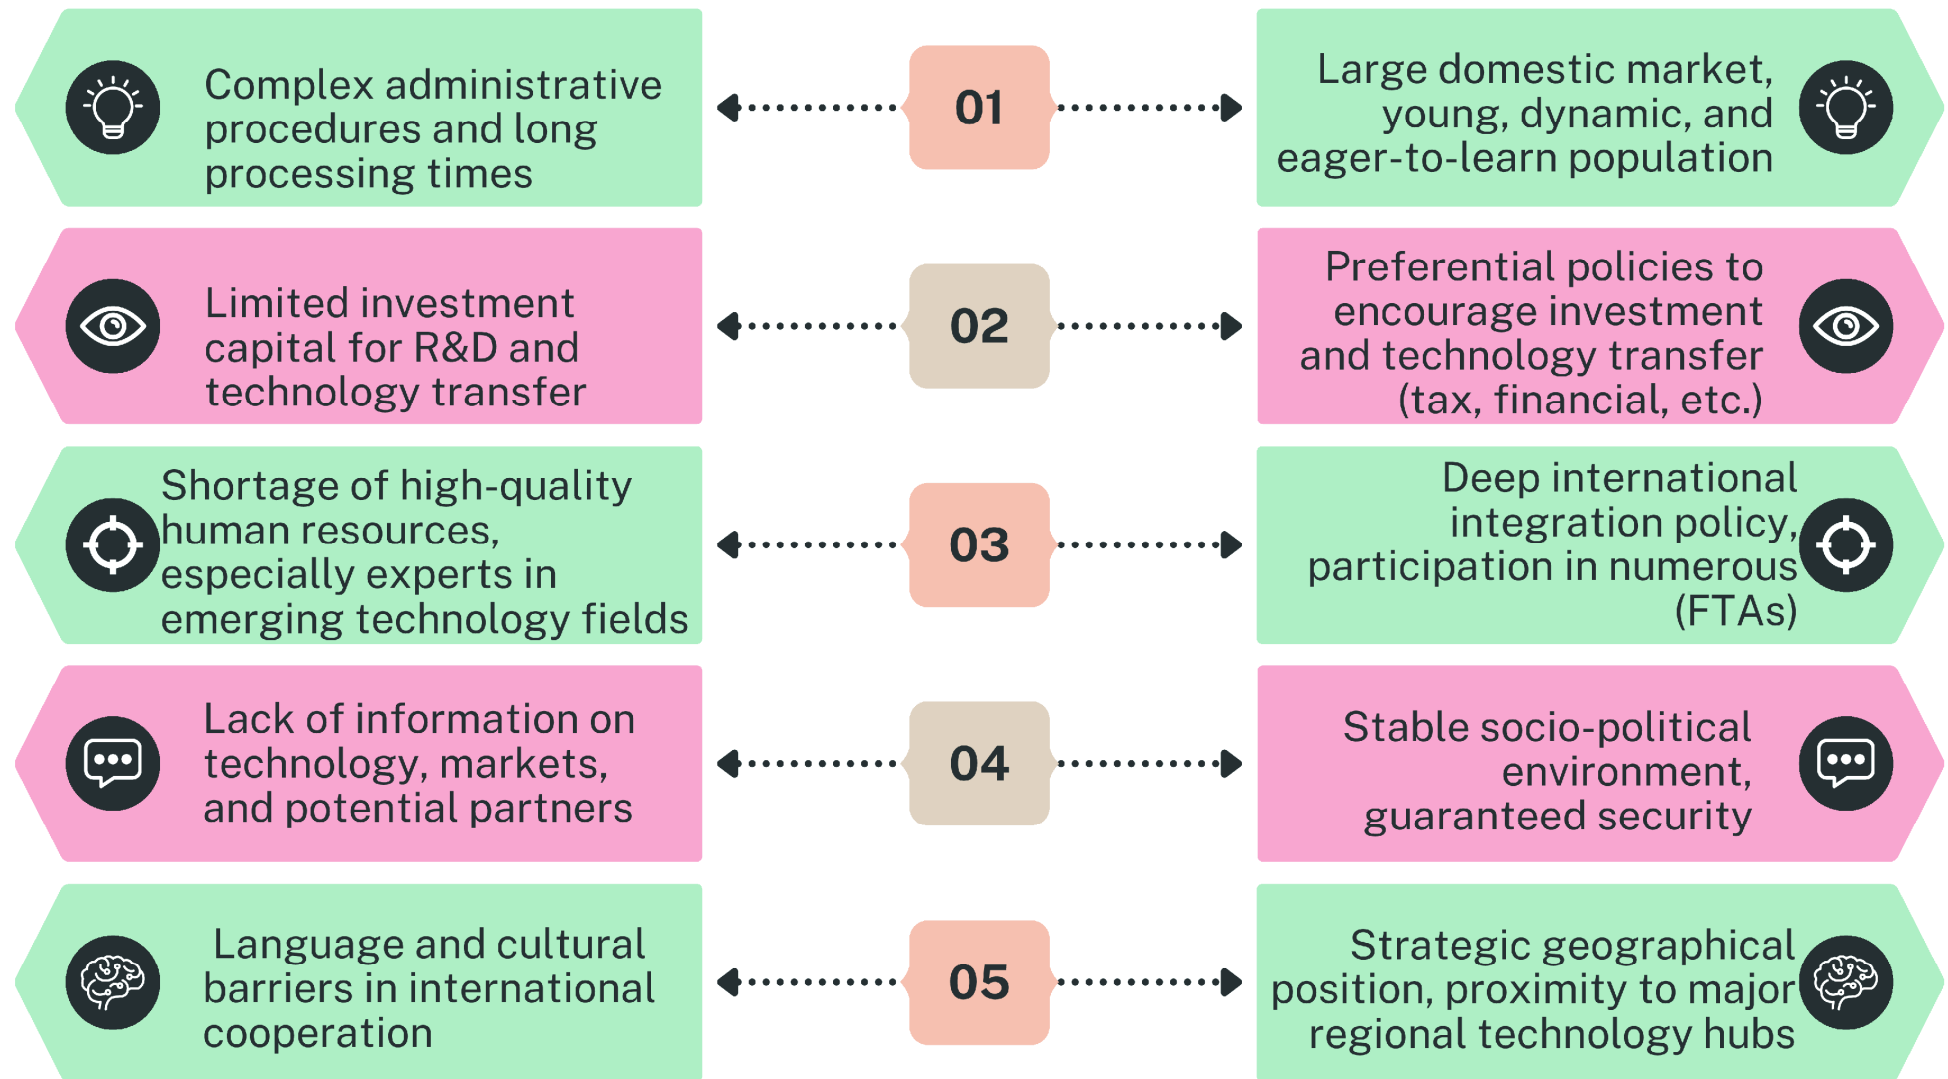 Complex administrative
procedures and long
processing times
01
Large domestic market,
young, dynamic, and
eager-to-learn population
Limited investment
capital for R&D and
technology transfer
02
Preferential policies to
encourage investment
and technology transfer
(tax, financial, etc.)
Shortage of high-quality
human resources,
especially experts in
emerging technology fields
03
Deep international
integration policy,
participation in numerous
(FTAs)
Lack of information on
technology, markets,
and potential partners
04
Stable socio-political
environment,
guaranteed security
Language and cultural
barriers in international
cooperation
05
Strategic geographical
position, proximity to major
regional technology hubs